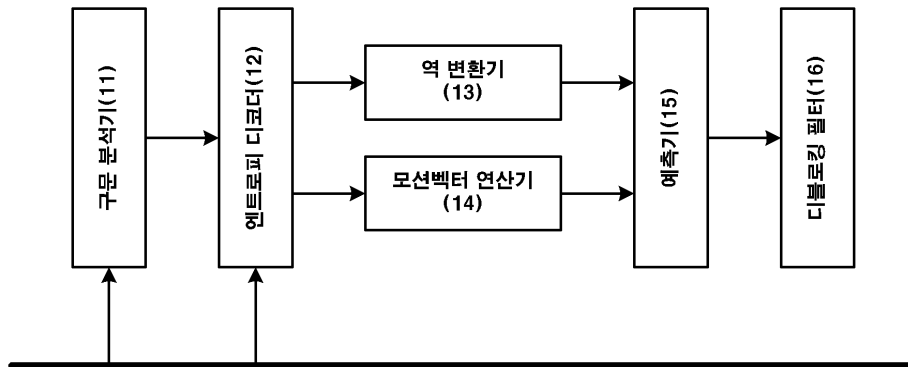 구문 분석기(11)
엔트로피 디코더(12)
역 변환기
(13)
모션벡터 연산기
(14)
예측기(15)
디블로킹 필터(16)